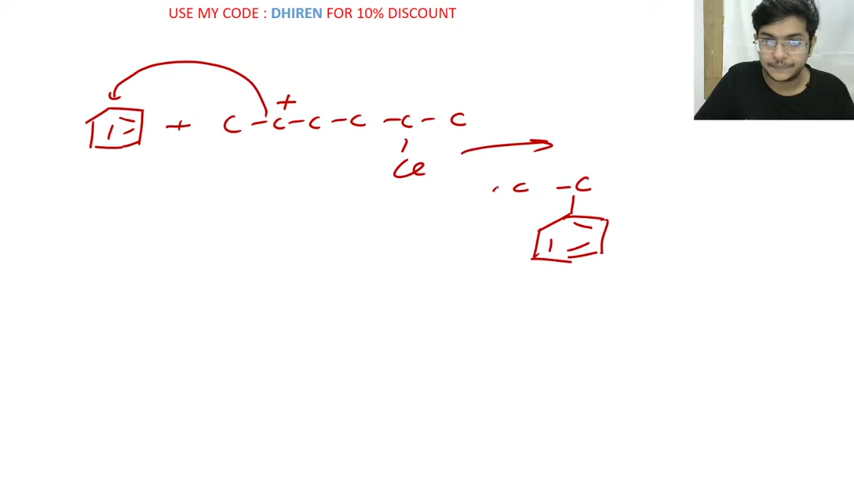 USE MY CODE : DHIREN FOR 10% DISCOUNT
+
+ C - C - C - C - C - C
Cl
C - C